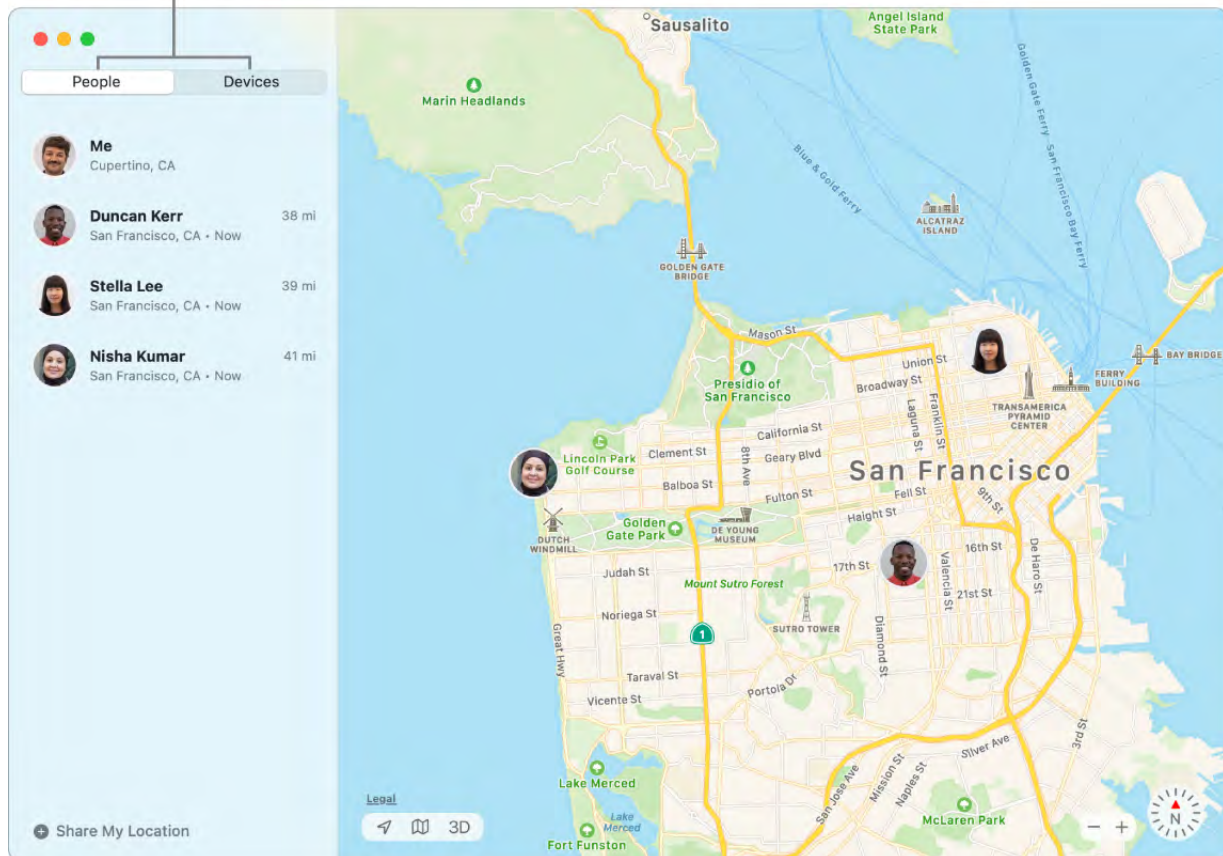 People
Devices
Me
Cupertino, CA
Duncan Kerr
38 mi
San Francisco, CA • Now
Stella Lee
39 mi
San Francisco, CA • Now
Nisha Kumar
41 mi
San Francisco, CA • Now
Share My Location
Sausalito
Angel Island
State Park
Marin Headlands
Golden Gate Ferry
San Francisco Bay Ferry
Blue & Gold Ferry
ALCATRAZ
ISLAND
GOLDEN GATE
BRIDGE
Mason St
Union St
BAY BRIDGE
Presidio of
San Francisco
Broadway St
FERRY
BUILDING
TRANSAMERICA
PYRAMID
CENTER
Laguna St
Franklin St
California St
Lincoln Park
Golf Course
Clement St
8th Ave
Geary Blvd
San Francisco
Balboa St
Fulton St
Fell St
9th St
Haight St
DUTCH
WINDMILL
Golden
Gate Park
DE YOUNG
MUSEUM
Judah St
Mount Sutro Forest
17th St
Valencia St
16th St
De Haro St
21st St
Noriega St
SUTRO TOWER
Diamond St
Great Hwy
1
Taraval St
Portola Dr
Vicente St
Silver Ave
3rd St
Lake Merced
San Jose Ave
Mission St
Naples St
McLaren Park
Lake
Merced
Fort Funston
Legal
3D
N